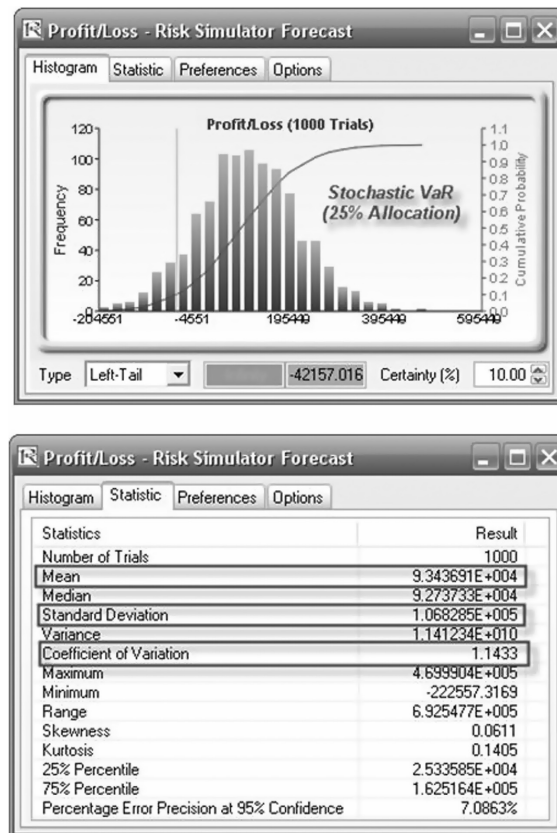 Profit/Loss - Risk Simulator Forecast
Histogram Statistic Preferences Options
Profit/Loss (1000 Trials)
Stochastic VaR
(25% Allocation)
Frequency
120
100
80
60
40
20
Cumulative Probability
1.1
1.0
0.9
0.8
0.7
0.6
0.5
0.4
0.3
0.2
0.1
0.0
-204551 -4551 195449 395449 595449
Type Left-Tail -42157.016 Certainty (%) 10.00
Profit/Loss - Risk Simulator Forecast
Histogram Statistic Preferences Options
Statistics Result
Number of Trials 1000
Mean 9.343691E+004
Median 9.273733E+004
Standard Deviation 1.068285E+005
Variance 1.141234E+010
Coefficient of Variation 1.1433
Maximum 4.699904E+005
Minimum -222557.3169
Range 6.925477E+005
Skewness 0.0611
Kurtosis 0.1405
25% Percentile 2.533585E+004
75% Percentile 1.625164E+005
Percentage Error Precision at 95% Confidence 7.0863%